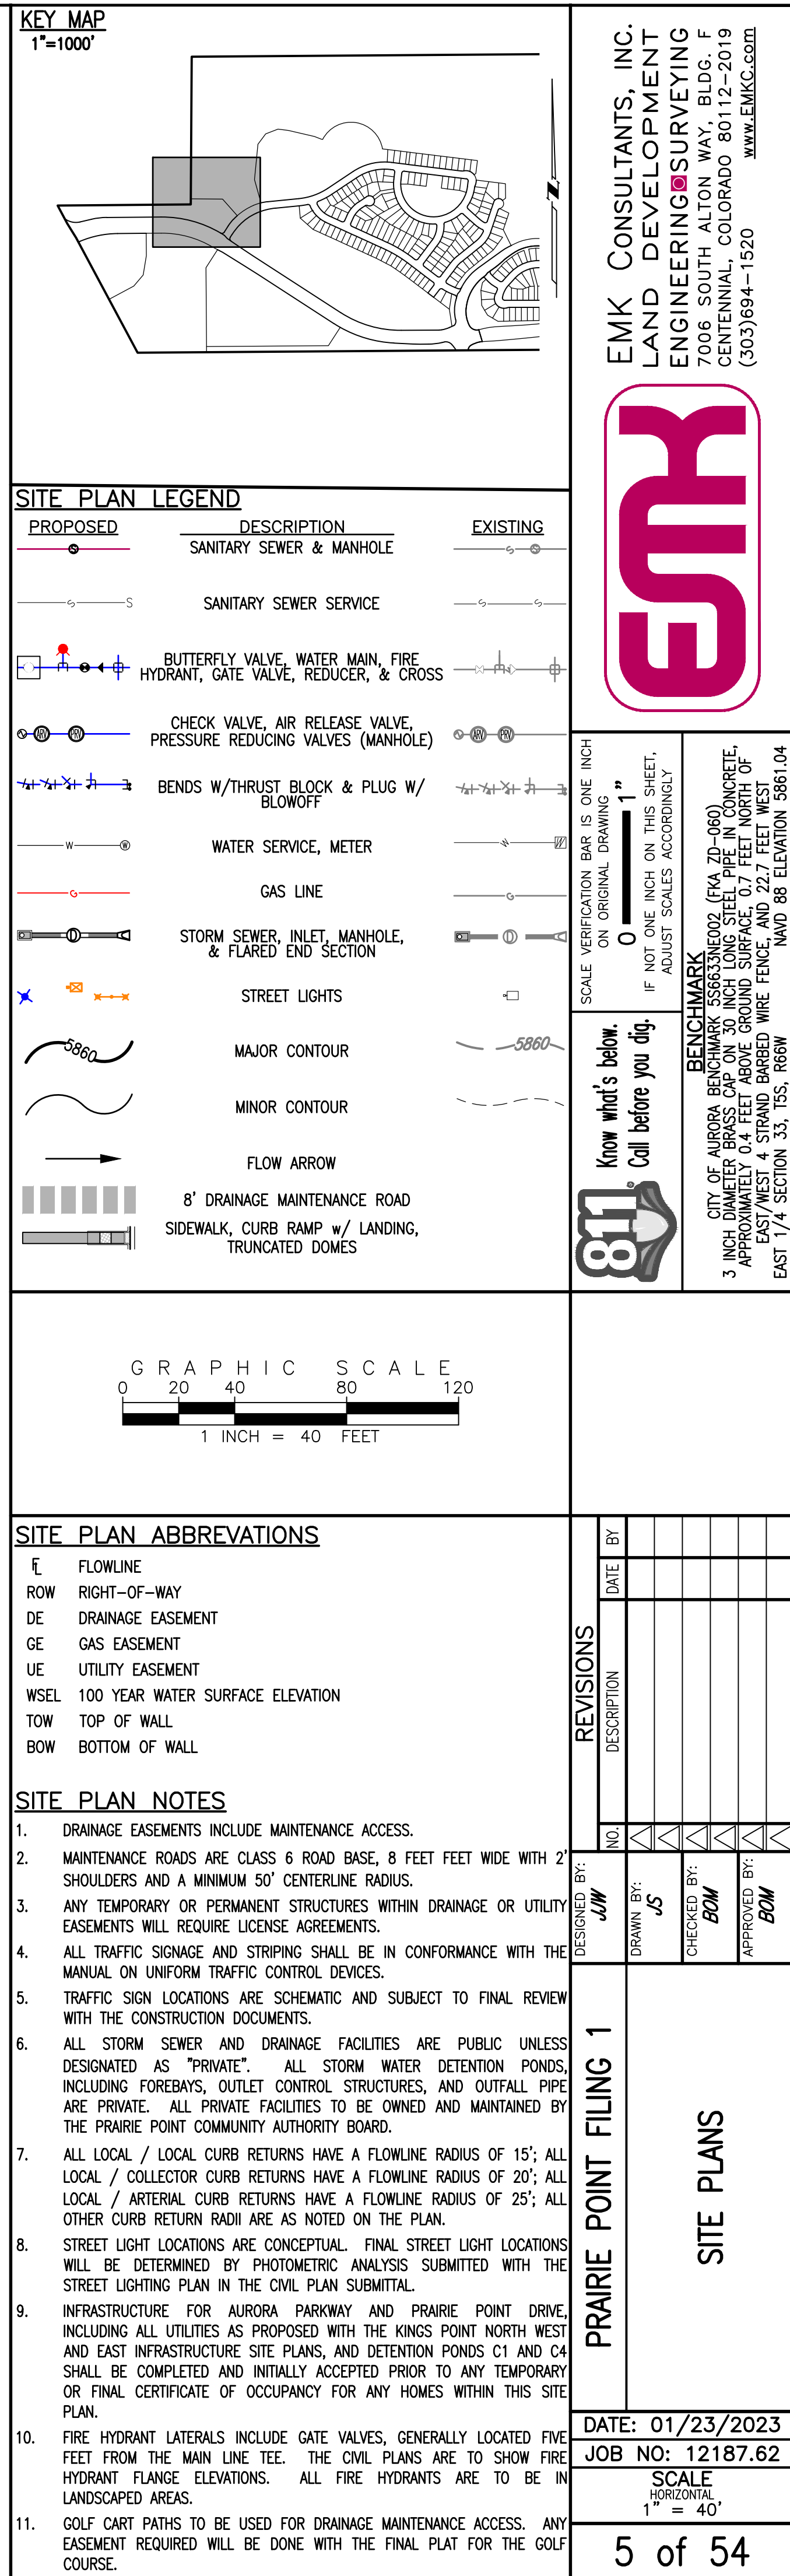 KEY MAP
1"=1000'
N
SITE PLAN LEGEND
PROPOSED DESCRIPTION EXISTING
SANITARY SEWER & MANHOLE
SANITARY SEWER SERVICE
BUTTERFLY VALVE, WATER MAIN, FIRE
HYDRANT, GATE VALVE, REDUCER, & CROSS
CHECK VALVE, AIR RELEASE VALVE,
PRESSURE REDUCING VALVES (MANHOLE)
BENDS W/THRUST BLOCK & PLUG W/
BLOWOFF
WATER SERVICE, METER
GAS LINE
STORM SEWER, INLET, MANHOLE,
& FLARED END SECTION
STREET LIGHTS
5860 MAJOR CONTOUR 5860
MINOR CONTOUR
FLOW ARROW
8' DRAINAGE MAINTENANCE ROAD
SIDEWALK, CURB RAMP w/ LANDING,
TRUNCATED DOMES
GRAPHIC SCALE
0 20 40 80 120
1 INCH = 40 FEET
SITE PLAN ABBREVATIONS
FL FLOWLINE
ROW RIGHT-OF-WAY
DE DRAINAGE EASEMENT
GE GAS EASEMENT
UE UTILITY EASEMENT
WSEL 100 YEAR WATER SURFACE ELEVATION
TOW TOP OF WALL
BOW BOTTOM OF WALL
SITE PLAN NOTES
1. DRAINAGE EASEMENTS INCLUDE MAINTENANCE ACCESS.
2. MAINTENANCE ROADS ARE CLASS 6 ROAD BASE, 8 FEET FEET WIDE WITH 2'
SHOULDERS AND A MINIMUM 50' CENTERLINE RADIUS.
3. ANY TEMPORARY OR PERMANENT STRUCTURES WITHIN DRAINAGE OR UTILITY
EASEMENTS WILL REQUIRE LICENSE AGREEMENTS.
4. ALL TRAFFIC SIGNAGE AND STRIPING SHALL BE IN CONFORMANCE WITH THE
MANUAL ON UNIFORM TRAFFIC CONTROL DEVICES.
5. TRAFFIC SIGN LOCATIONS ARE SCHEMATIC AND SUBJECT TO FINAL REVIEW
WITH THE CONSTRUCTION DOCUMENTS.
6. ALL STORM SEWER AND DRAINAGE FACILITIES ARE PUBLIC UNLESS
DESIGNATED AS "PRIVATE". ALL STORM WATER DETENTION PONDS,
INCLUDING FOREBAYS, OUTLET CONTROL STRUCTURES, AND OUTFALL PIPE
ARE PRIVATE. ALL PRIVATE FACILITIES TO BE OWNED AND MAINTAINED BY
THE PRAIRIE POINT COMMUNITY AUTHORITY BOARD.
7. ALL LOCAL / LOCAL CURB RETURNS HAVE A FLOWLINE RADIUS OF 15'; ALL
LOCAL / COLLECTOR CURB RETURNS HAVE A FLOWLINE RADIUS OF 20'; ALL
LOCAL / ARTERIAL CURB RETURNS HAVE A FLOWLINE RADIUS OF 25'; ALL
OTHER CURB RETURN RADII ARE AS NOTED ON THE PLAN.
8. STREET LIGHT LOCATIONS ARE CONCEPTUAL. FINAL STREET LIGHT LOCATIONS
WILL BE DETERMINED BY PHOTOMETRIC ANALYSIS SUBMITTED WITH THE
STREET LIGHTING PLAN IN THE CIVIL PLAN SUBMITTAL.
9. INFRASTRUCTURE FOR AURORA PARKWAY AND PRAIRIE POINT DRIVE,
INCLUDING ALL UTILITIES AS PROPOSED WITH THE KINGS POINT NORTH WEST
AND EAST INFRASTRUCTURE SITE PLANS, AND DETENTION PONDS C1 AND C4
SHALL BE COMPLETED AND INITIALLY ACCEPTED PRIOR TO ANY TEMPORARY
OR FINAL CERTIFICATE OF OCCUPANCY FOR ANY HOMES WITHIN THIS SITE
PLAN.
10. FIRE HYDRANT LATERALS INCLUDE GATE VALVES, GENERALLY LOCATED FIVE
FEET FROM THE MAIN LINE TEE. THE CIVIL PLANS ARE TO SHOW FIRE
HYDRANT FLANGE ELEVATIONS. ALL FIRE HYDRANTS ARE TO BE IN
LANDSCAPED AREAS.
11. GOLF CART PATHS TO BE USED FOR DRAINAGE MAINTENANCE ACCESS. ANY
EASEMENT REQUIRED WILL BE DONE WITH THE FINAL PLAT FOR THE GOLF
COURSE.
EMK CONSULTANTS, INC.
LAND DEVELOPMENT
ENGINEERING SURVEYING
7006 SOUTH ALTON WAY, BLDG. F
CENTENNIAL, COLORADO 80112-2019
(303)694-1520 www.EMKC.com
EMK
SCALE VERIFICATION BAR IS ONE INCH
ON ORIGINAL DRAWING
0 1"
IF NOT ONE INCH ON THIS SHEET,
ADJUST SCALES ACCORDINGLY
811
Know what's below.
Call before you dig.
BENCHMARK
CITY OF AURORA BENCHMARK 5S6633NE002 (FKA ZD-060)
3 INCH DIAMETER BRASS CAP ON 30 INCH LONG STEEL PIPE IN CONCRETE,
APPROXIMATELY 0.4 FEET ABOVE GROUND SURFACE, 0.7 FEET NORTH OF
EAST/WEST 4 STRAND BARBED WIRE FENCE, AND 22.7 FEET WEST
EAST 1/4 SECTION 33, T5S, R66W NAVD 88 ELEVATION 5861.04
REVISIONS
NO. DESCRIPTION DATE BY
DESIGNED BY:
JJW
DRAWN BY:
JS
CHECKED BY:
BOM
APPROVED BY:
BOM
PRAIRIE POINT FILING 1
SITE PLANS
DATE: 01/23/2023
JOB NO: 12187.62
SCALE
HORIZONTAL
1" = 40'
5 of 54